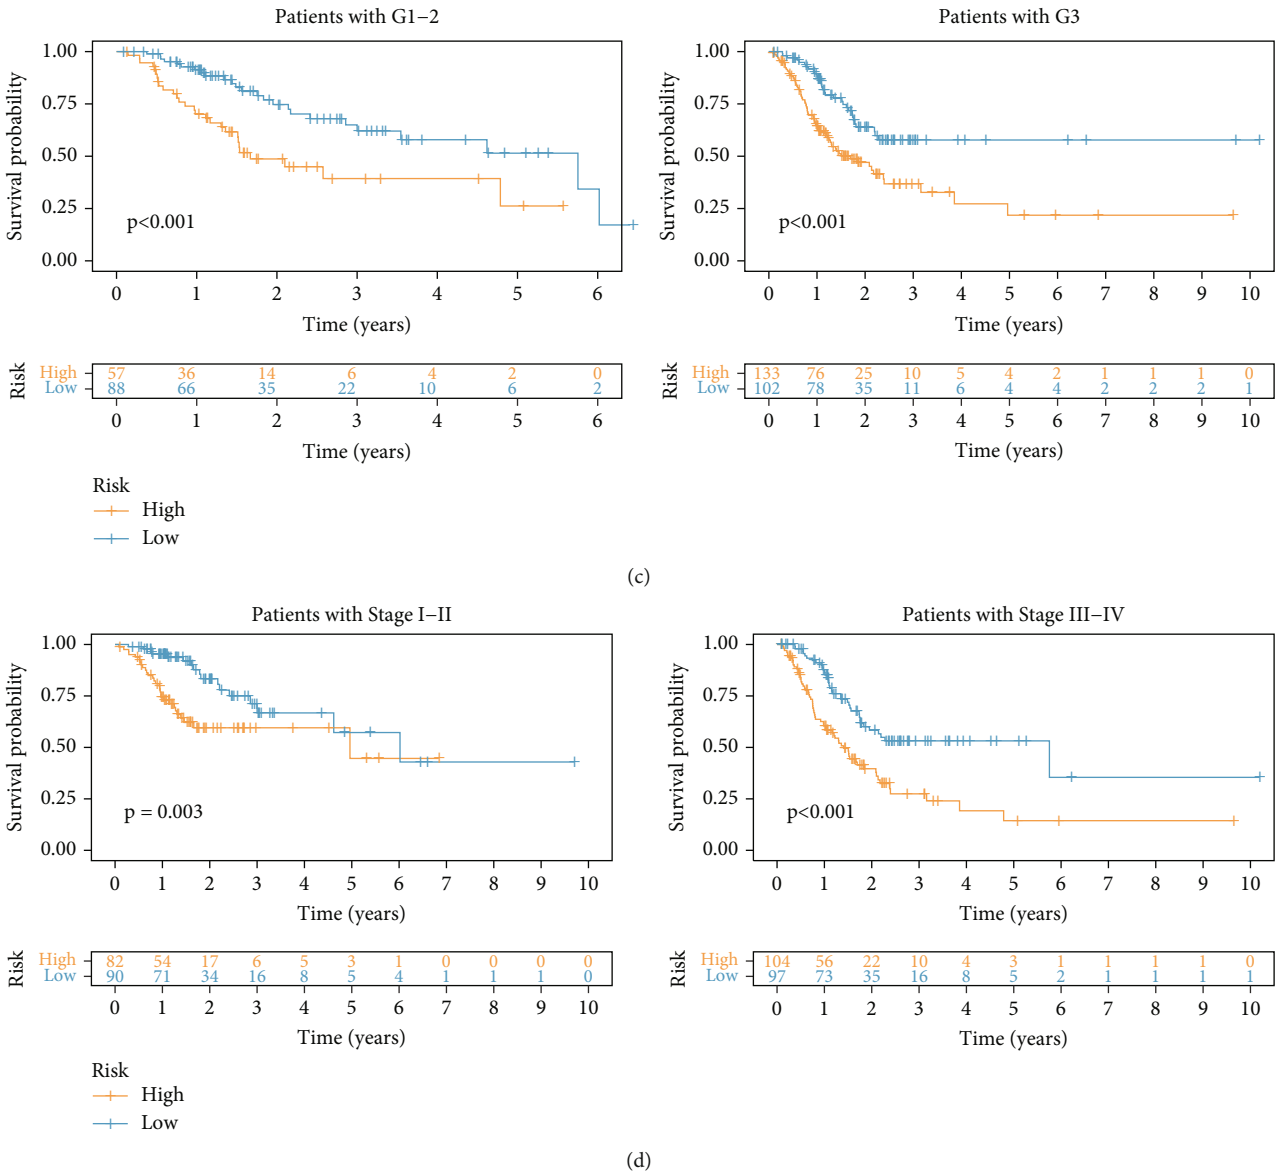 Patients with G1−2
Survival probability
1.00
0.75
0.50
0.25
0.00
p<0.001
0 1 2 3 4 5 6
Time (years)
Risk
High 57 36 14 6 4 2 0
Low 88 66 35 22 10 6 2
0 1 2 3 4 5 6
Time (years)
Patients with G3
Survival probability
1.00
0.75
0.50
0.25
0.00
p<0.001
0 1 2 3 4 5 6 7 8 9 10
Time (years)
Risk
High 133 76 25 10 5 4 2 1 1 1 0
Low 102 78 35 11 6 4 4 2 2 2 1
0 1 2 3 4 5 6 7 8 9 10
Time (years)
Risk
High
Low
(c)
Patients with Stage I−II
Survival probability
1.00
0.75
0.50
0.25
0.00
p = 0.003
0 1 2 3 4 5 6 7 8 9 10
Time (years)
Risk
High 82 54 17 6 5 3 1 0 0 0 0
Low 90 71 34 16 8 5 4 1 1 1 0
0 1 2 3 4 5 6 7 8 9 10
Time (years)
Patients with Stage III−IV
Survival probability
1.00
0.75
0.50
0.25
0.00
p<0.001
0 1 2 3 4 5 6 7 8 9 10
Time (years)
Risk
High 104 56 22 10 4 3 1 1 1 1 0
Low 97 73 35 16 8 5 2 1 1 1 1
0 1 2 3 4 5 6 7 8 9 10
Time (years)
Risk
High
Low
(d)